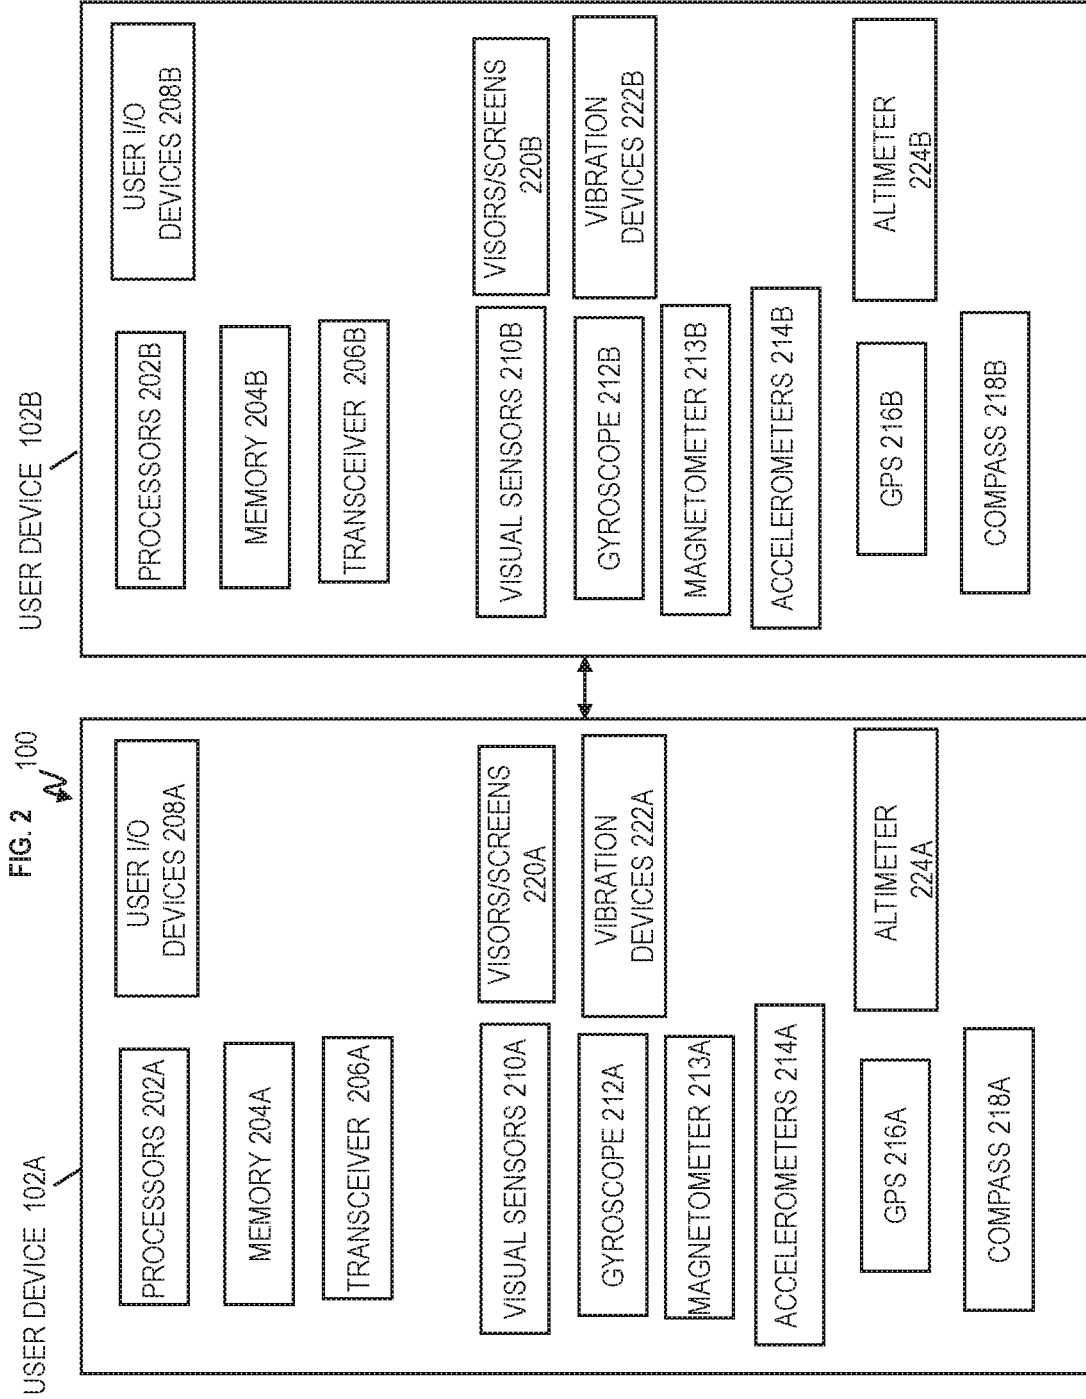 FIG. 2
100
USER DEVICE 102A
PROCESSORS 202A
USER I/O
DEVICES 208A
MEMORY 204A
TRANSCEIVER 206A
VISUAL SENSORS 210A
VISORS/SCREENS
220A
GYROSCOPE 212A
VIBRATION
DEVICES 222A
MAGNETOMETER 213A
ACCELEROMETERS 214A
GPS 216A
ALTIMETER
224A
COMPASS 218A
USER DEVICE 102B
PROCESSORS 202B
USER I/O
DEVICES 208B
MEMORY 204B
TRANSCEIVER 206B
VISUAL SENSORS 210B
VISORS/SCREENS
220B
GYROSCOPE 212B
VIBRATION
DEVICES 222B
MAGNETOMETER 213B
ACCELEROMETERS 214B
GPS 216B
ALTIMETER
224B
COMPASS 218B